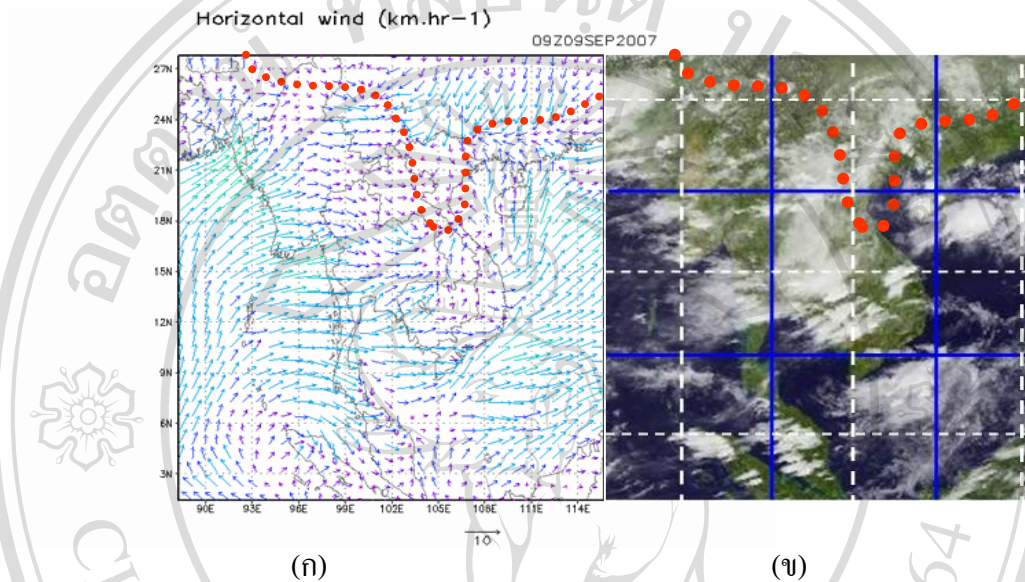 Horizontal wind (km.hr−1)
09Z09SEP2007
27N
24N
21N
18N
15N
12N
9N
6N
3N
90E 93E 96E 99E 102E 105E 108E 111E 114E
10
(ก) (ข)
64